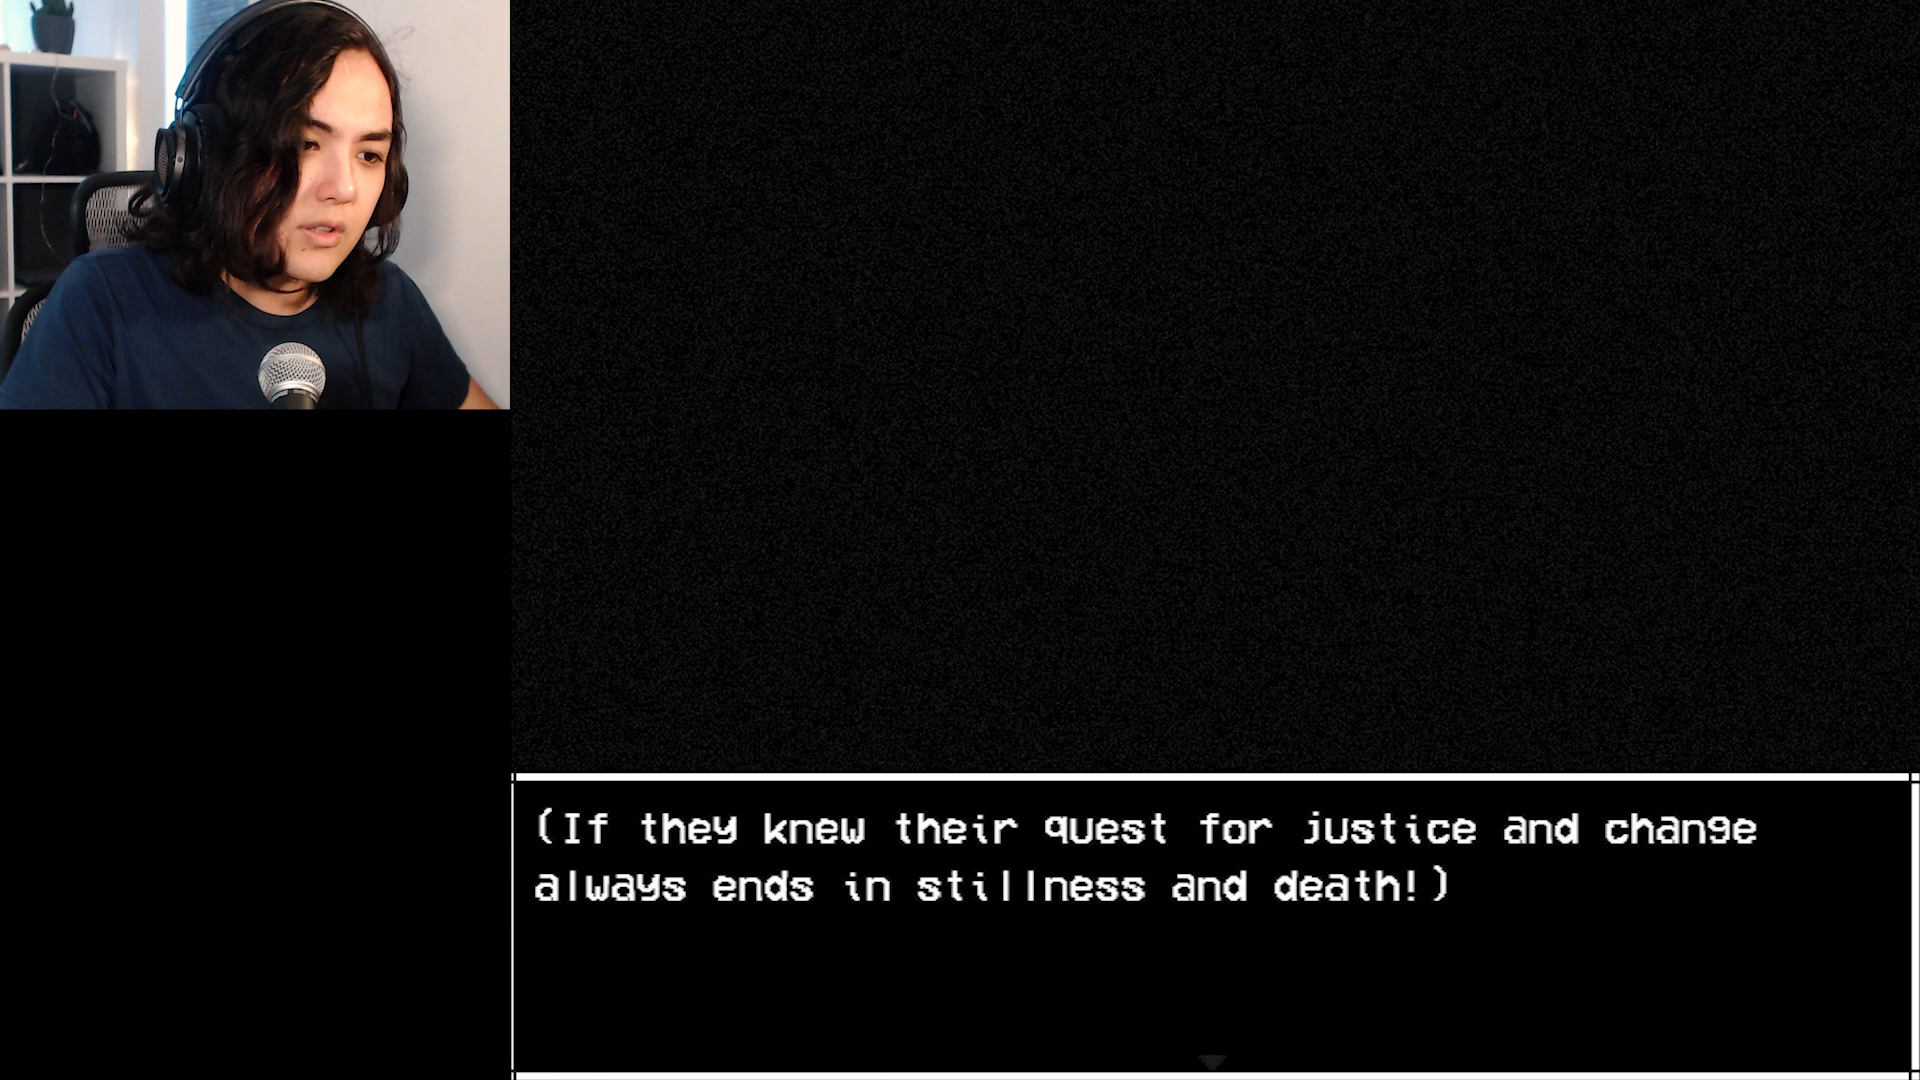 (If they knew their quest for justice and change
always ends in stillness and death!)